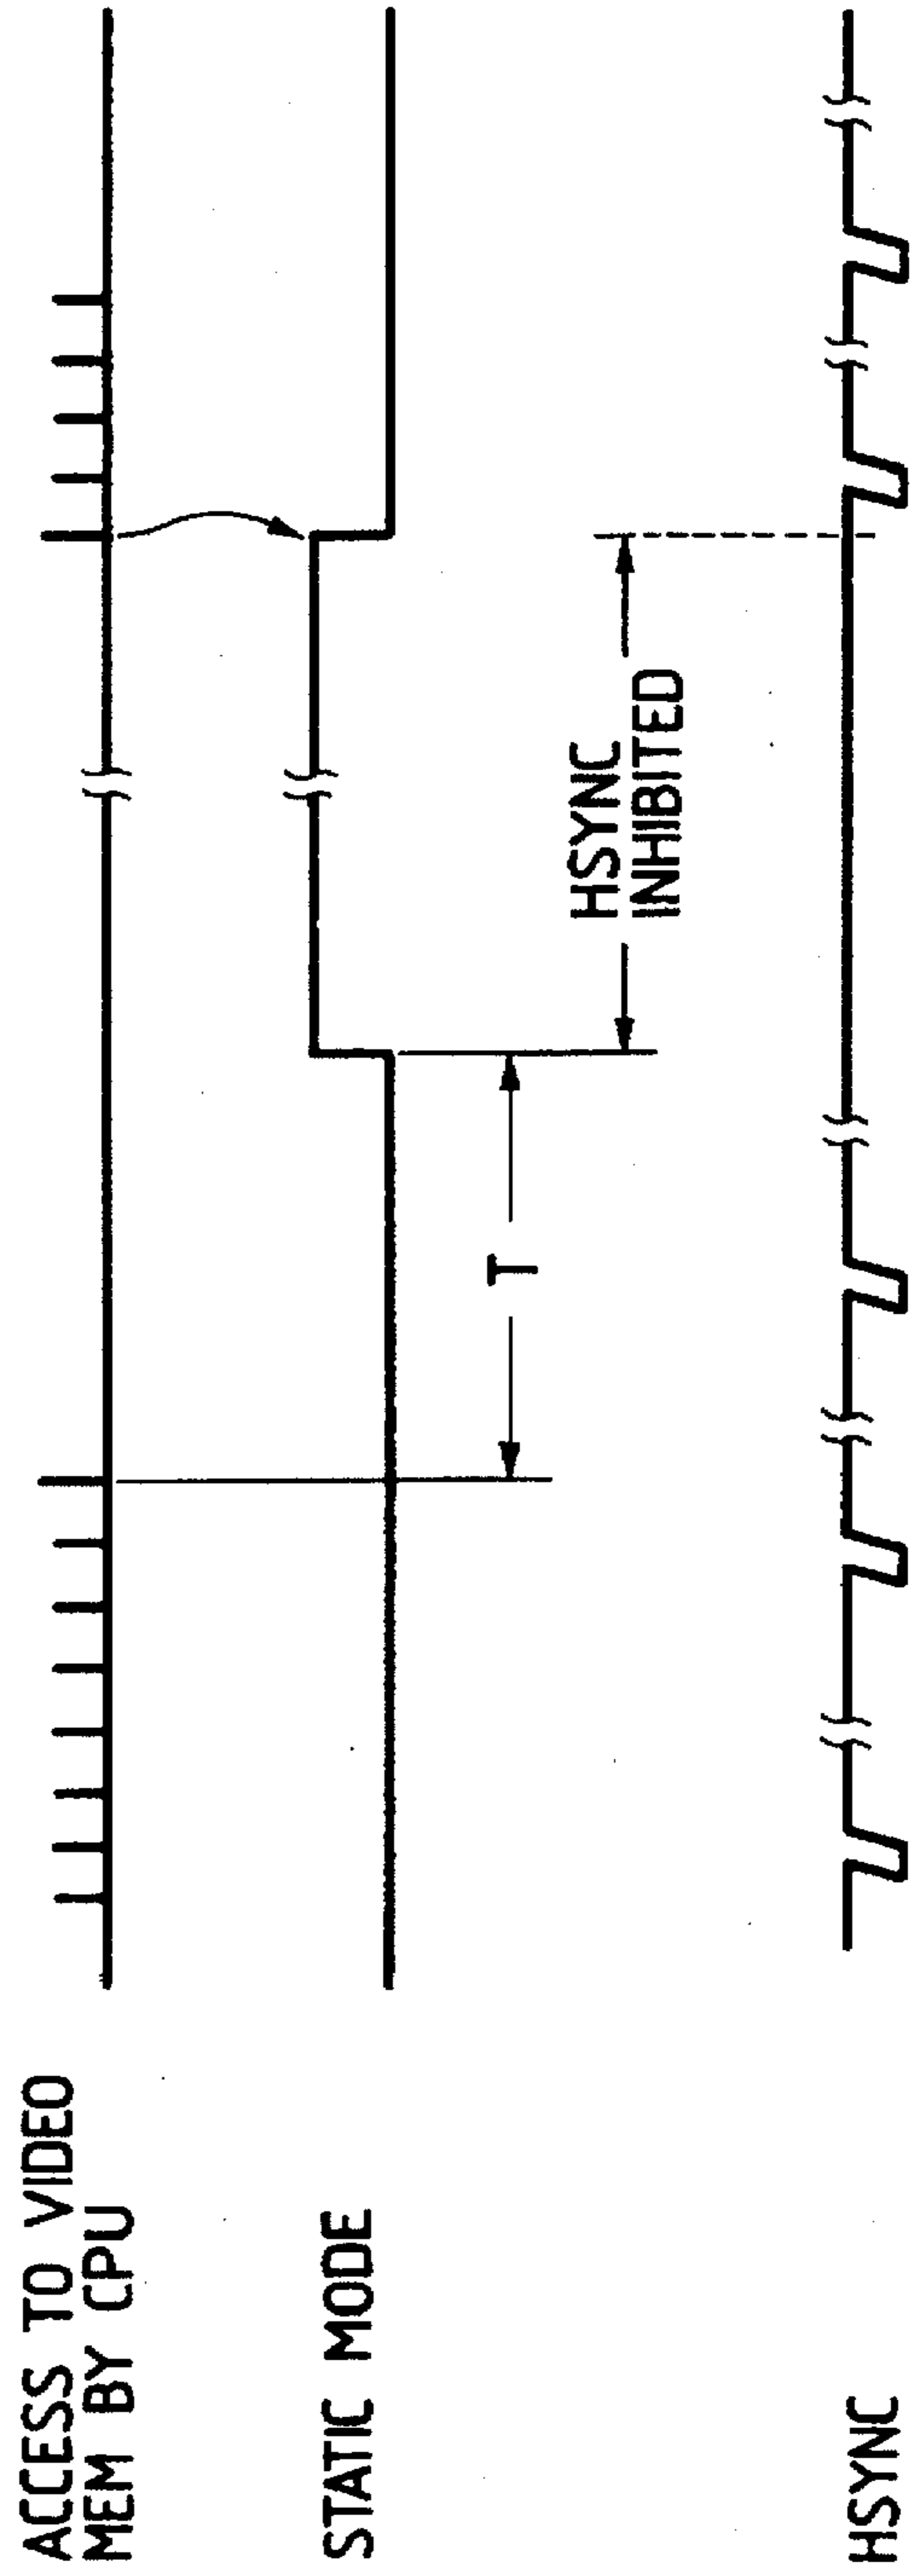 ACCESS TO VIDEO
MEM BY CPU
STATIC MODE
T
HSYNC
INHIBITED
HSYNC